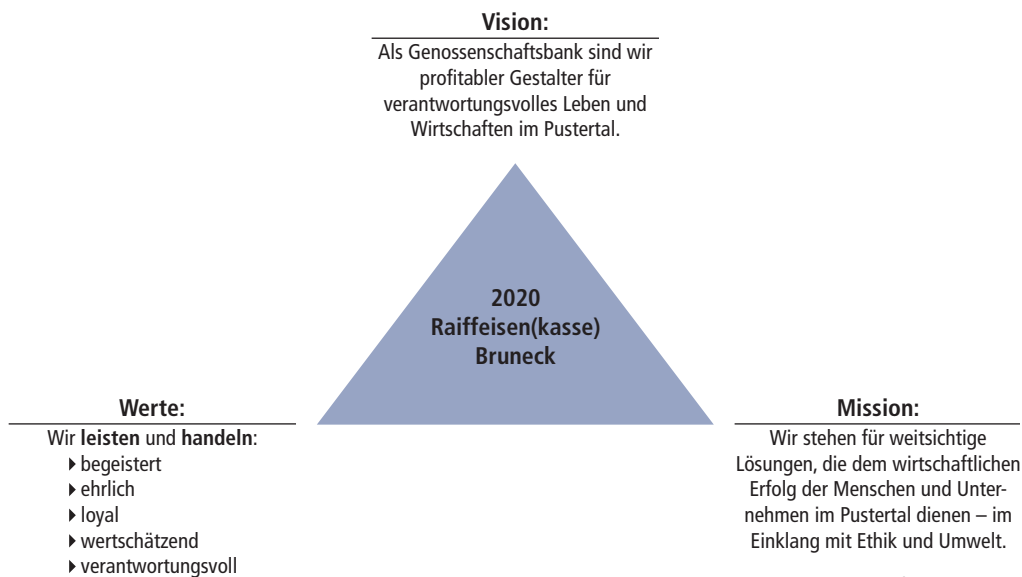 Vision:
Als Genossenschaftsbank sind wir
profitabler Gestalter für
verantwortungsvolles Leben und
Wirtschaften im Pustertal.
2020
Raiffeisen(kasse)
Bruneck
Werte:
Wir leisten und handeln:
begeistert
ehrlich
loyal
wertschätzend
verantwortungsvoll
Mission:
Wir stehen für weitsichtige
Lösungen, die dem wirtschaftlichen
Erfolg der Menschen und Unter-
nehmen im Pustertal dienen – im
Einklang mit Ethik und Umwelt.